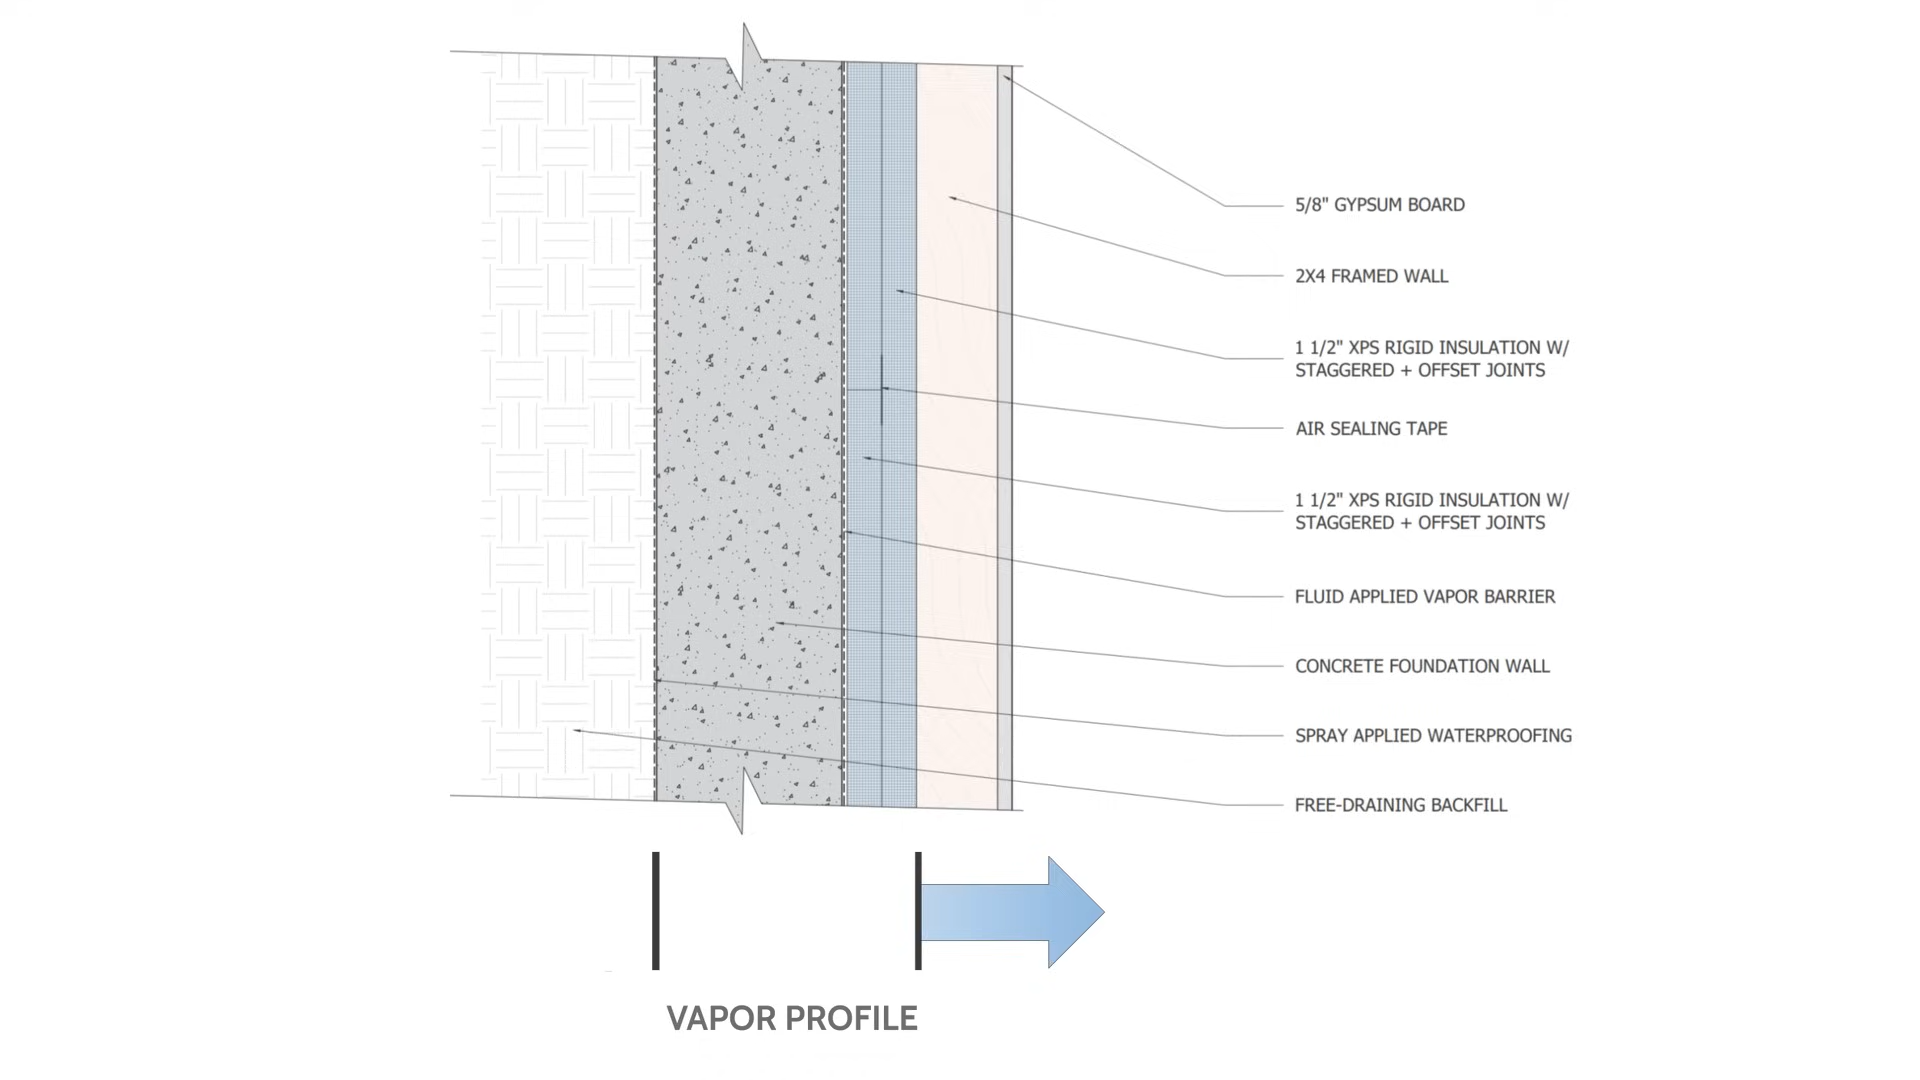 5/8" GYPSUM BOARD
2X4 FRAMED WALL
1 1/2" XPS RIGID INSULATION W/
STAGGERED + OFFSET JOINTS
AIR SEALING TAPE
1 1/2" XPS RIGID INSULATION W/
STAGGERED + OFFSET JOINTS
FLUID APPLIED VAPOR BARRIER
CONCRETE FOUNDATION WALL
SPRAY APPLIED WATERPROOFING
FREE-DRAINING BACKFILL
VAPOR PROFILE